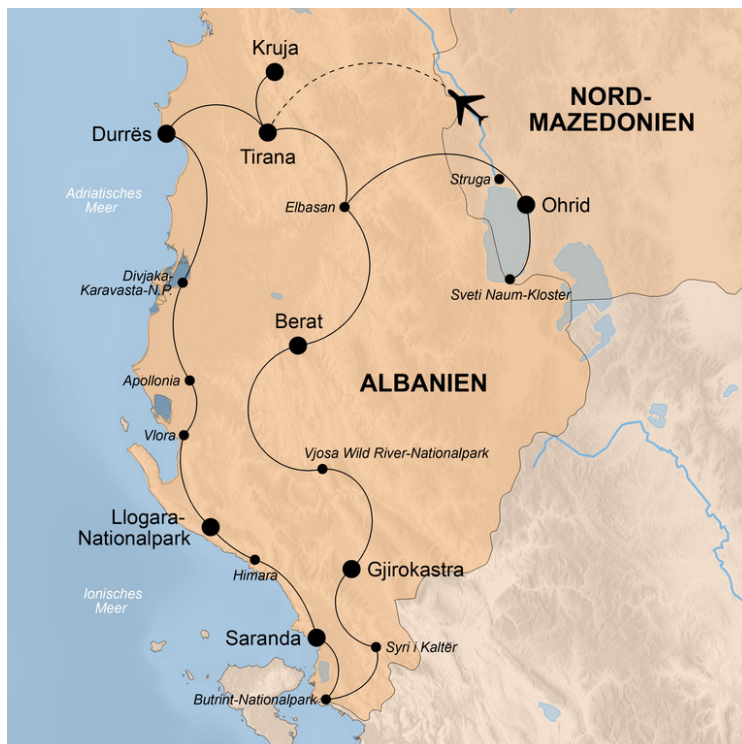 Kruja
NORD-
MAZEDONIEN
Durrës
Tirana
Struga
Adriatisches
Meer
Elbasan
Ohrid
Divjaka-
Karavasta-N.P.
Sveti Naum-Kloster
Berat
Apollonia
ALBANIEN
Vlora
Vjosa Wild River-Nationalpark
Llogara-
Nationalpark
Himara
Gjirokastra
Ionisches
Meer
Saranda
Syri i Kaltër
Butrint-Nationalpark